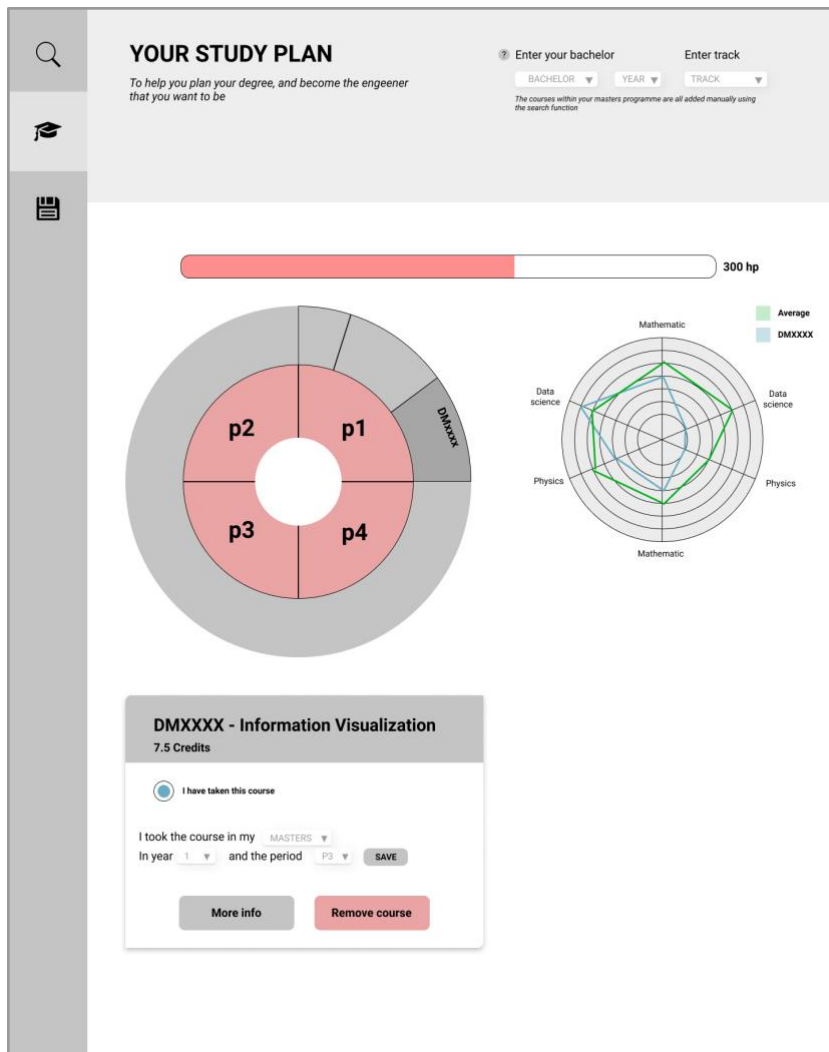 YOUR STUDY PLAN
To help you plan your degree, and become the engeener
that you want to be
? Enter your bachelor
Enter track
BACHELOR ▼
YEAR ▼
TRACK ▼
The courses within your masters programme are all added manually using
the search function
300 hp
p2
p1
p3
p4
DMxxxx
Average
DMXXXX
Mathematic
Data
science
Data
science
Physics
Physics
Mathematic
DMXXXX - Information Visualization
7.5 Credits
I have taken this course
I took the course in my MASTERS ▼
In year 1 ▼ and the period P3 ▼ SAVE
More info
Remove course